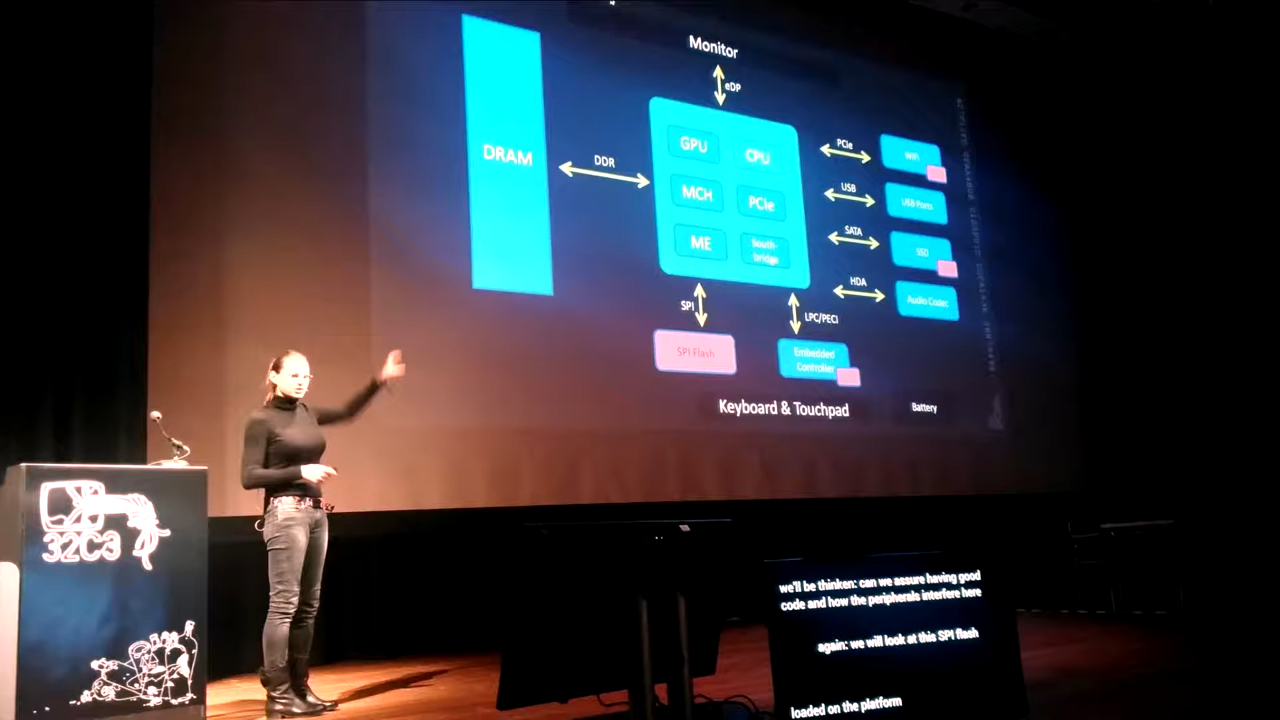 Monitor
eDP
DRAM
DDR
GPU
CPU
MCH
PCIe
ME
South-
bridge
PCIe
WiFi
USB
USB Ports
SATA
SSD
HDA
Audio Codec
SPI
LPC/PECI
SPI Flash
Embedded
Controller
Keyboard & Touchpad
Battery
32C3
we'll be thinken: can we assure having good
code and how the peripherals interfere here
again: we will look at this SPI flash
loaded on the platform